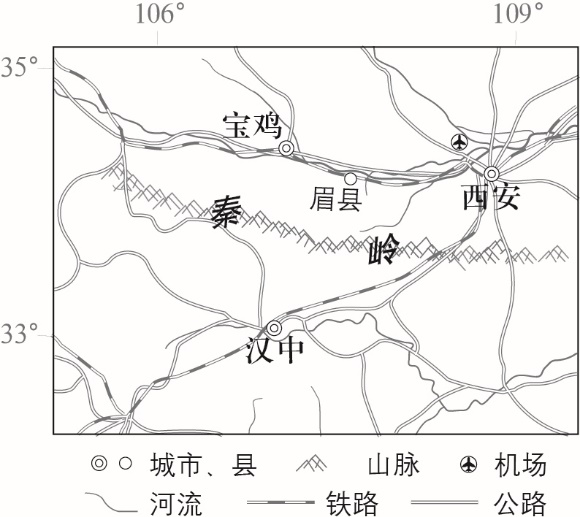 106° 109°
35°
宝鸡
眉县
西安
秦
岭
33°
汉中
城市、县 山脉 机场
河流 铁路 公路